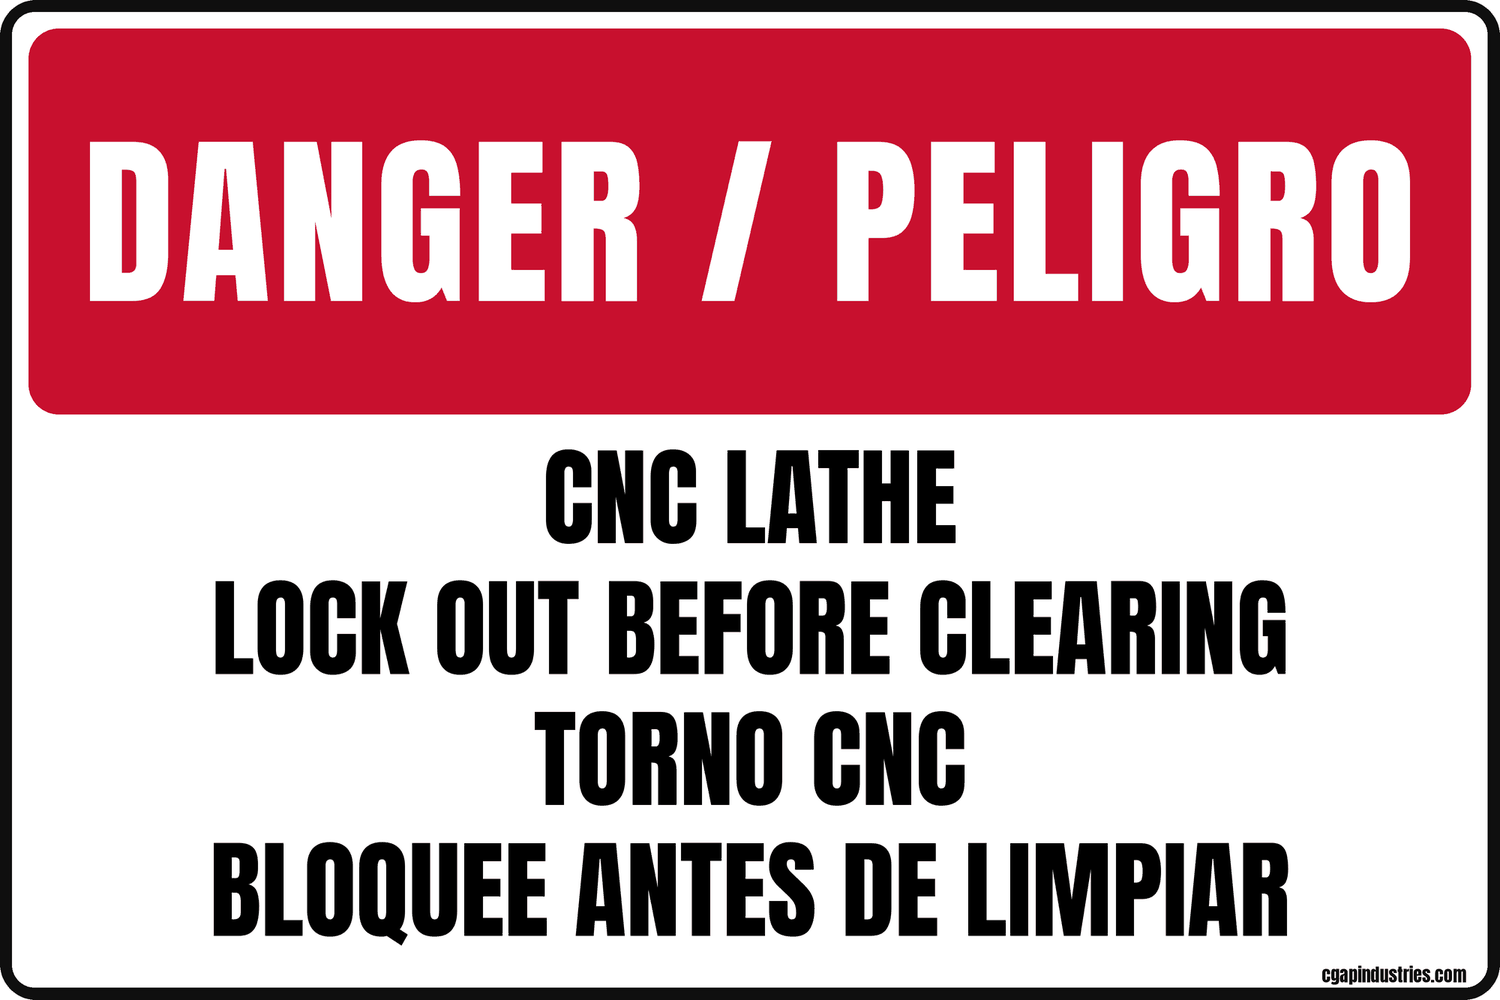 DANGER / PELIGRO
CNC LATHE
LOCK OUT BEFORE CLEARING
TORNO CNC
BLOQUEE ANTES DE LIMPIAR
cgapindustries.com